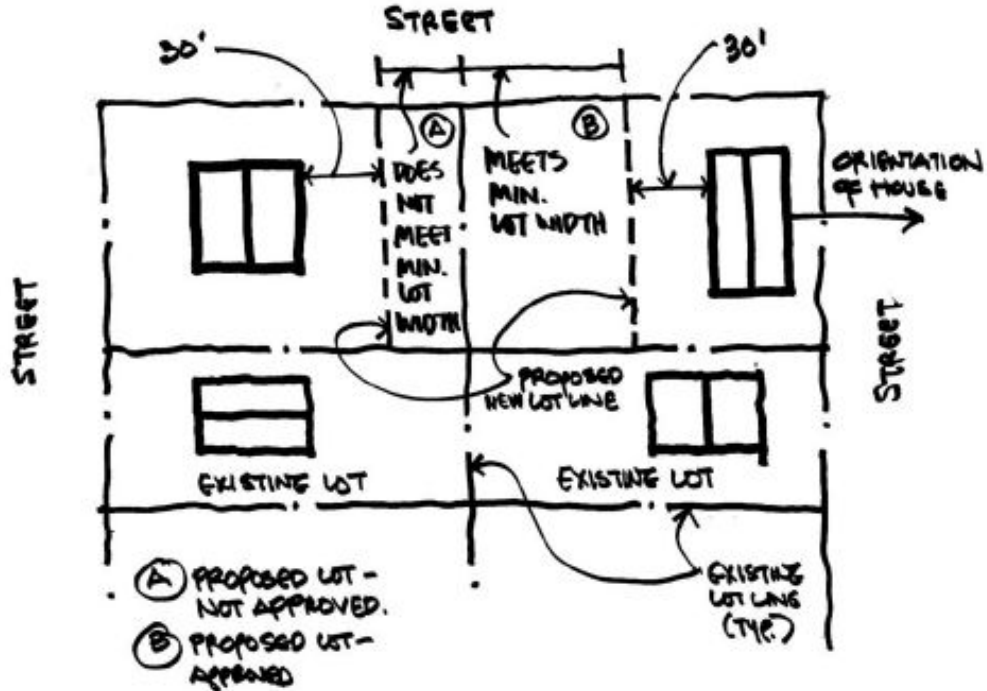 STREET
30'
30'
A
B
DOES
NOT
MEET
MIN.
LOT
WIDTH
MEETS
MIN.
LOT WIDTH
ORIENTATION
OF HOUSE
STREET
STREET
PROPOSED
NEW LOT LINE
EXISTING LOT
EXISTING LOT
EXISTING
LOT LINE
(TYP.)
A PROPOSED LOT -
NOT APPROVED.
B PROPOSED LOT -
APPROVED